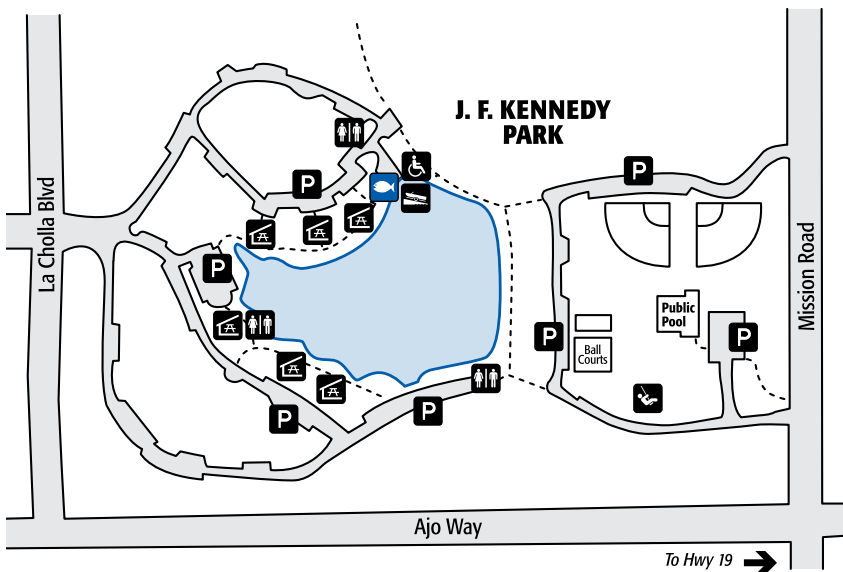 J. F. KENNEDY
PARK
P
P
La Cholla Blvd
Mission Road
P
Public
Pool
P
P
Ball
Courts
P
P
Ajo Way
To Hwy 19